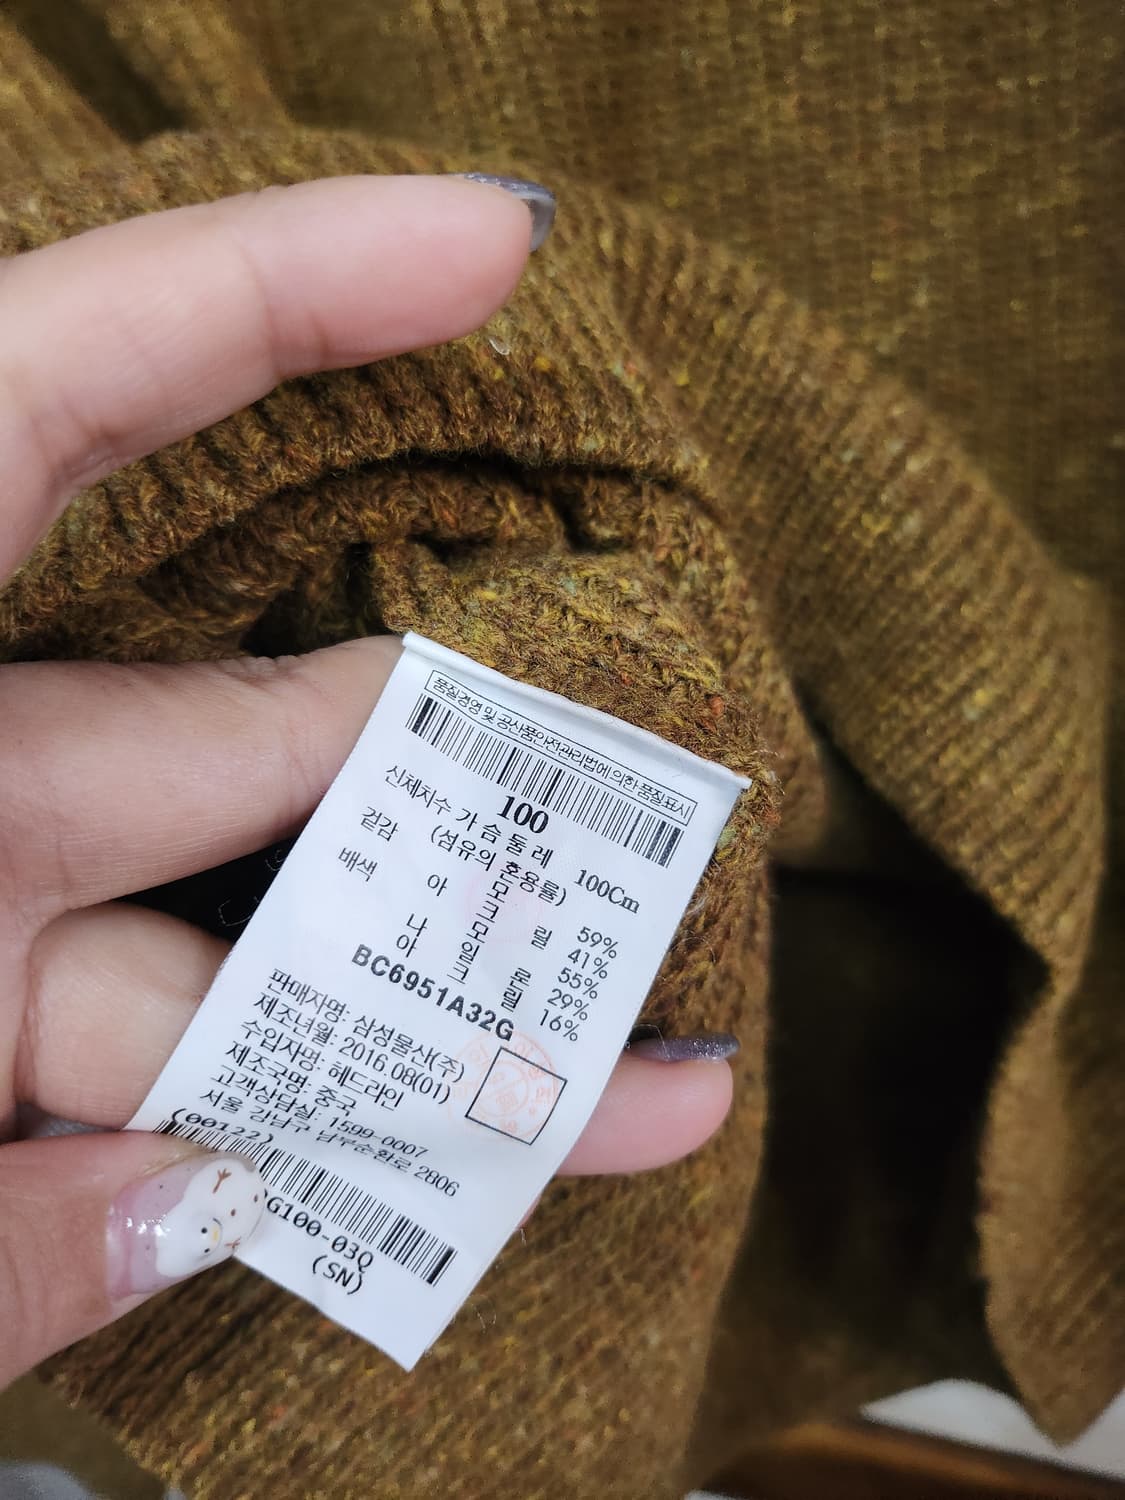 품질경영 및 공산품안전관리법에 의한 품질표시
100
신체치수 가 슴 둘 레 100Cm
겉감 (섬유의 혼용률)
모 59%
아 크 릴 41%
배색 모 55%
나 일 론 29%
아 크 릴 16%
BC6951A32G
판매자명: 삼성물산(주)
제조년월: 2016.08(01)
수입자명: 헤드라인
제조국명: 중국
고객상담실: 1599-0007
서울 강남구 남부순환로 2806
(00122)
G100-03Q
(SN)